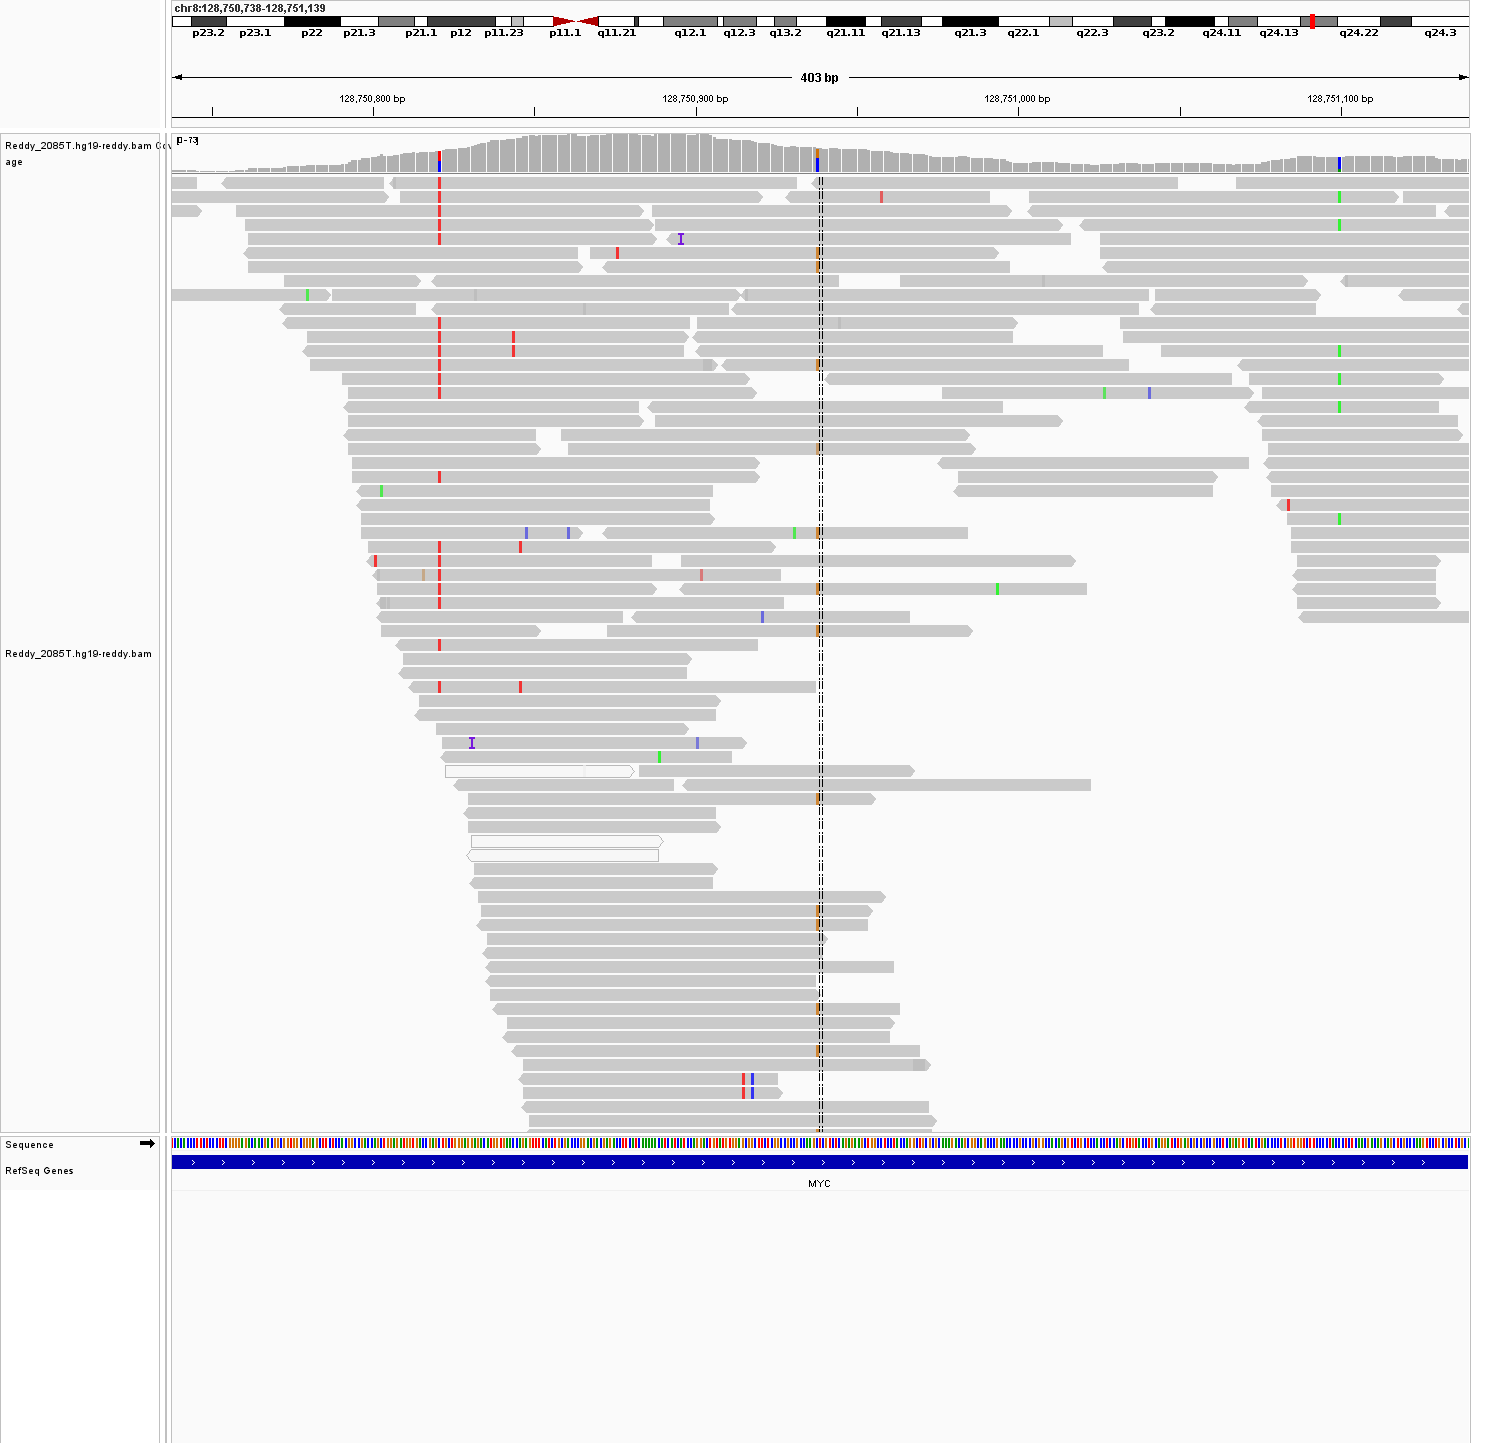 chr8:128,750,738-128,751,139
p23.2 p23.1 p22 p21.3 p21.1 p12 p11.23 p11.1 q11.21 q12.1 q12.3 q13.2 q21.11 q21.13 q21.3 q22.1 q22.3 q23.2 q24.11 q24.13 q24.22 q24.3
403 bp
128,750,800 bp 128,750,900 bp 128,751,000 bp 128,751,100 bp
[0-73]
Reddy_2085T.hg19-reddy.bam Cov
age
Reddy_2085T.hg19-reddy.bam
Sequence
RefSeq Genes
MYC